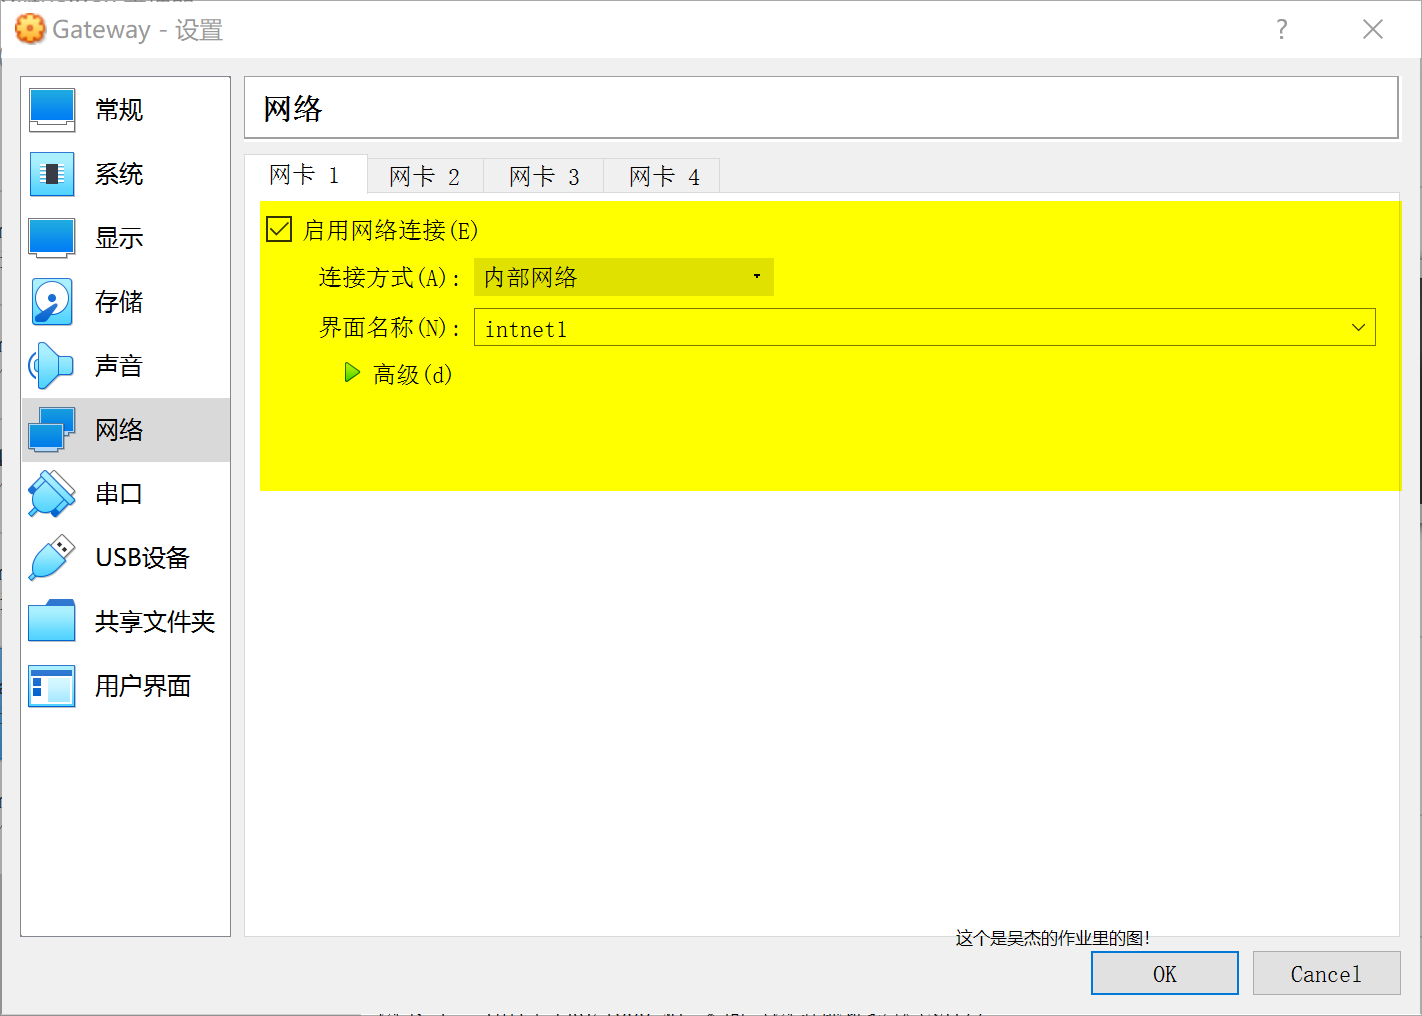 Gateway - 设置
?
常规
系统
显示
存储
声音
网络
串口
USB设备
共享文件夹
用户界面
网络
网卡 1
网卡 2
网卡 3
网卡 4
启用网络连接(E)
连接方式(A): 内部网络
界面名称(N): intnet1
高级(d)
这个是吴杰的作业里的图!
OK
Cancel